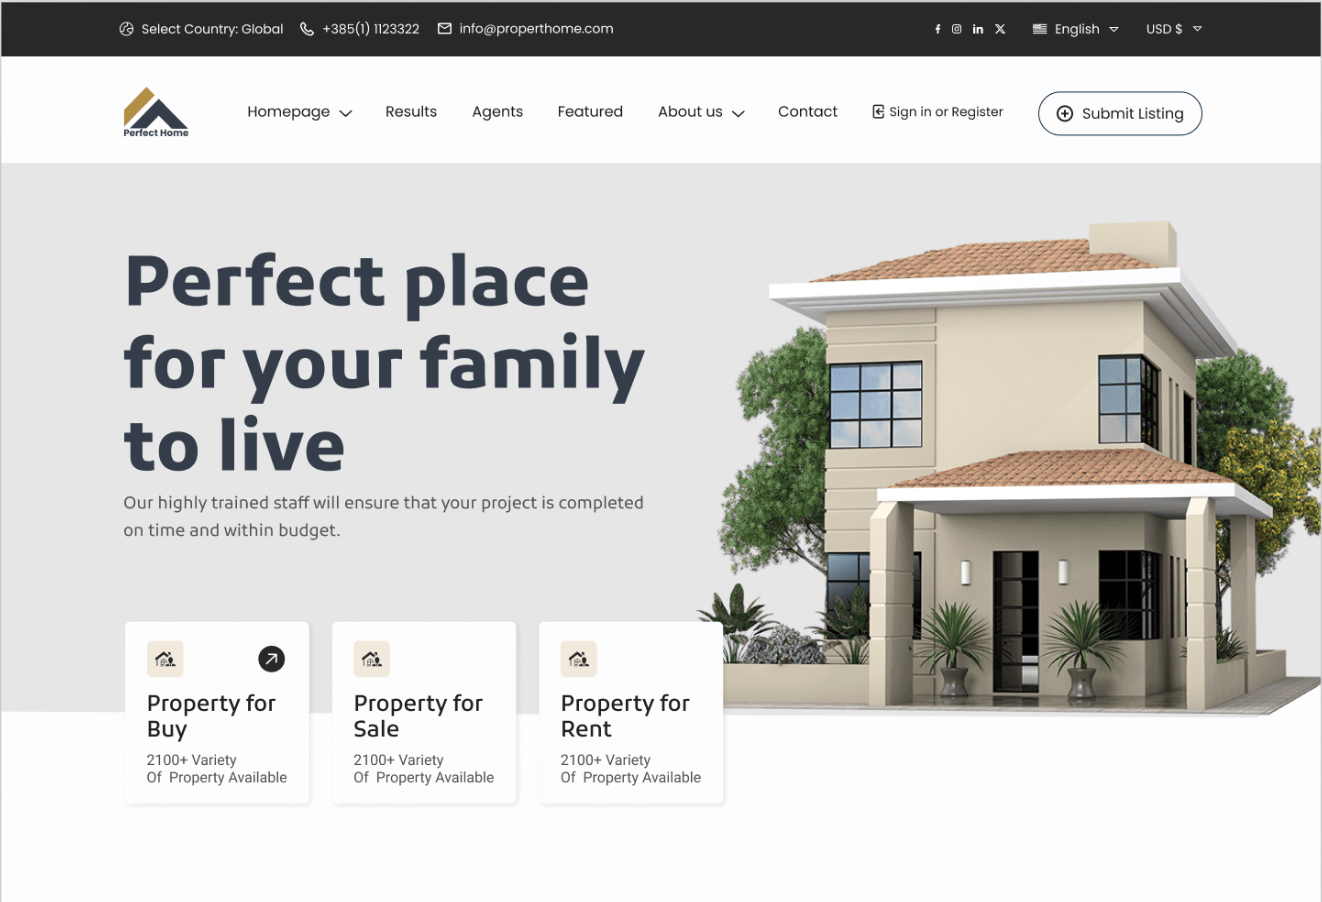 Select Country: Global
+385(1) 1123322
info@properthome.com
English
USD $
Perfect Home
Homepage
Results
Agents
Featured
About us
Contact
Sign in or Register
Submit Listing
Perfect place
for your family
to live
Our highly trained staff will ensure that your project is completed
on time and within budget.
Property for
Buy
2100+ Variety
Of Property Available
Property for
Sale
2100+ Variety
Of Property Available
Property for
Rent
2100+ Variety
Of Property Available